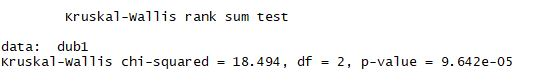 Kruskal-Wallis rank sum test
data: dub1
Kruskal-Wallis chi-squared = 18.494, df = 2, p-value = 9.642e-05